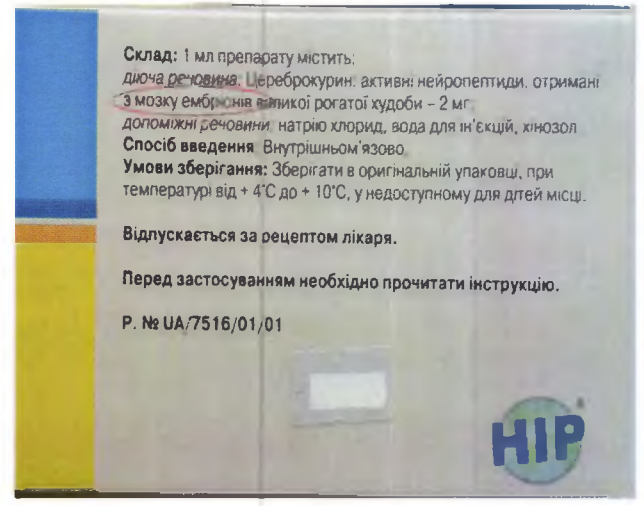 Склад: 1 мл препарату містить:
діюча речовина: Цереброкурин: активні нейропептиди, отримані
з мозку ембріонів великої рогатої худоби – 2 мг;
допоміжні речовини: натрію хлорид, вода для ін'єкцій, хінозол
Спосіб введення: Внутрішньом'язово.
Умови зберігання: Зберігати в оригінальній упаковці, при
температурі від + 4°С до + 10°С, у недоступному для дітей місці.
Відпускається за рецептом лікаря.
Перед застосуванням необхідно прочитати інструкцію.
Р. № UA/7516/01/01
НІР